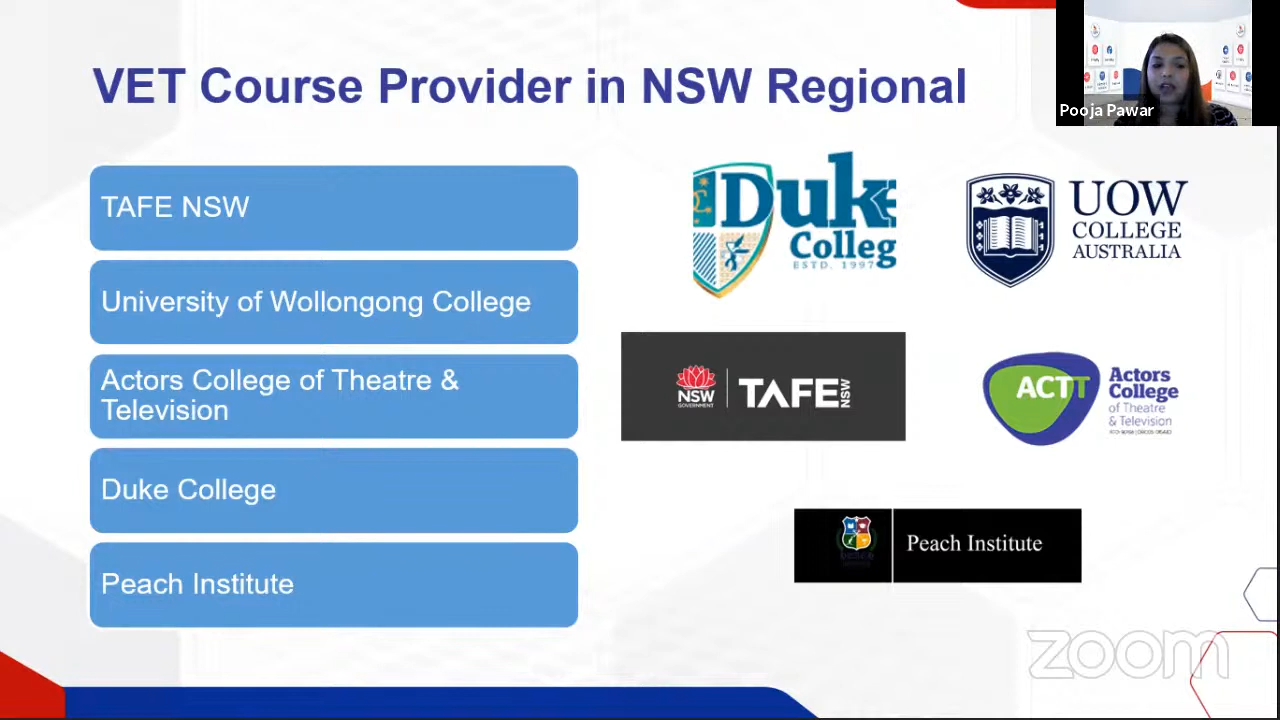 VET Course Provider in NSW Regional
Pooja Pawar
TAFE NSW
University of Wollongong College
Actors College of Theatre &
Television
Duke College
Peach Institute
Duke
Colleg
ESTD. 1997
UOW
COLLEGE
AUSTRALIA
NSW
GOVERNMENT
TAFE NSW
ACTT
Actors
College
of Theatre
& Television
Peach Institute
zoom